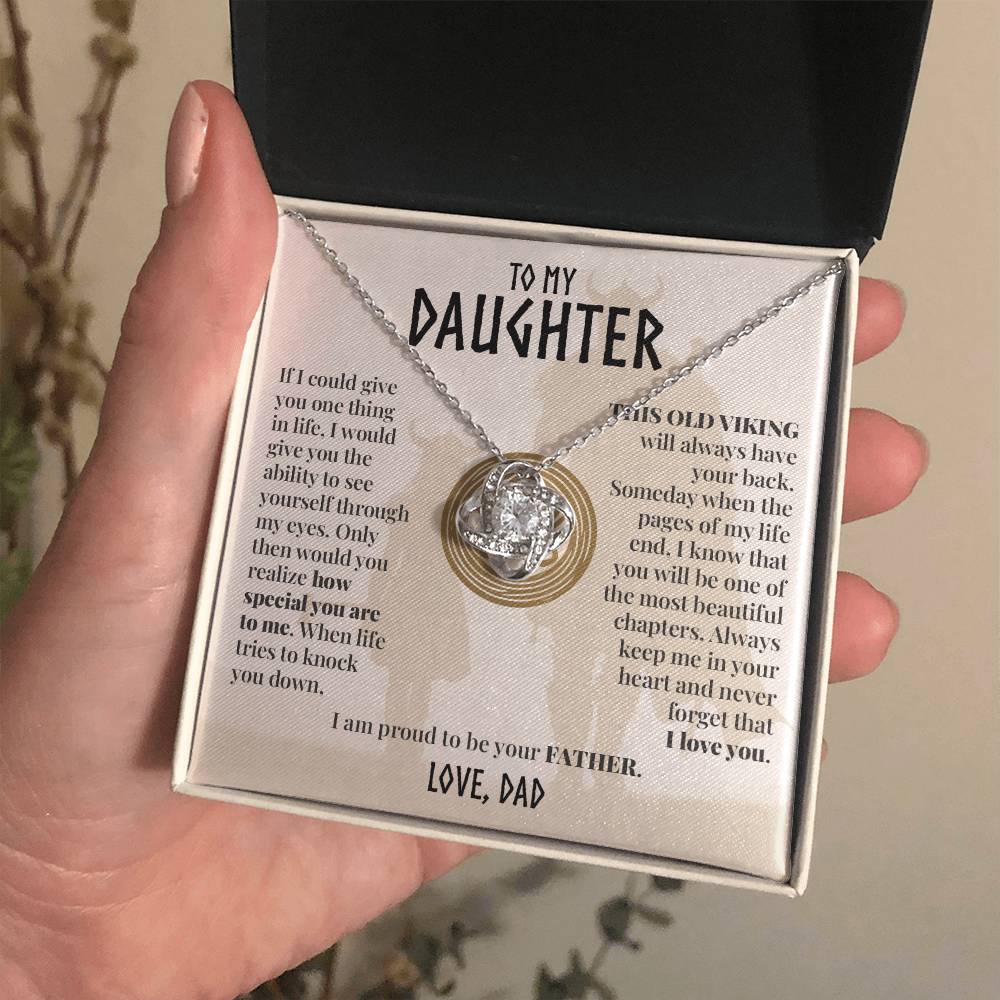 TO MY
DAUGHTER
If I could give
you one thing
in life, I would
give you the
ability to see
yourself through
my eyes. Only
then would you
realize how
special you are
to me. When life
tries to knock
you down,
THIS OLD VIKING
will always have
your back.
Someday when the
pages of my life
end, I know that
you will be one of
the most beautiful
chapters. Always
keep me in your
heart and never
forget that
I love you.
I am proud to be your FATHER.
LOVE, DAD